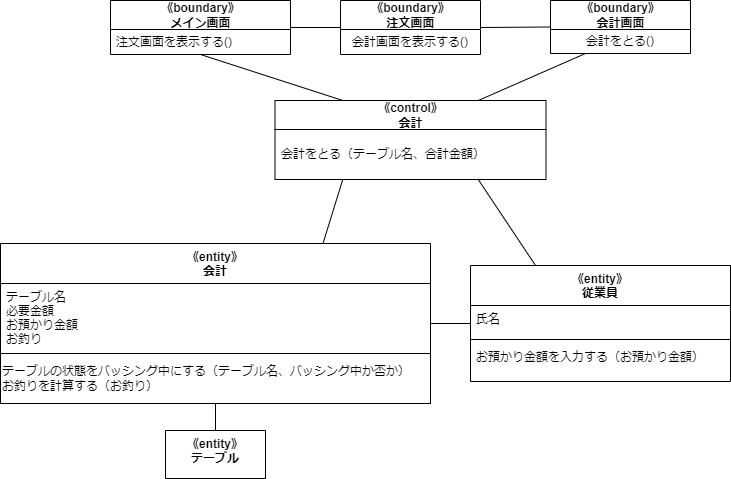 《boundary》
メイン画面
注文画面を表示する()
《boundary》
注文画面
会計画面を表示する()
《boundary》
会計画面
会計をとる()
《control》
会計
会計をとる（テーブル名、合計金額）
《entity》
会計
テーブル名
必要金額
お預かり金額
お釣り
テーブルの状態をバッシング中にする（テーブル名、バッシング中か否か）
お釣りを計算する（お釣り）
《entity》
従業員
氏名
お預かり金額を入力する（お預かり金額）
《entity》
テーブル